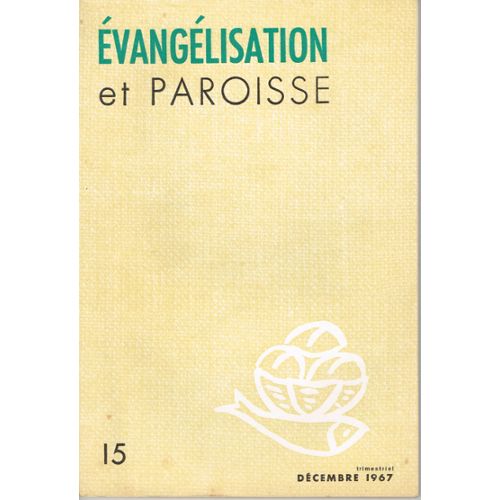 ÉVANGÉLISATION
et PAROISSE
15
trimestriel
DÉCEMBRE 1967